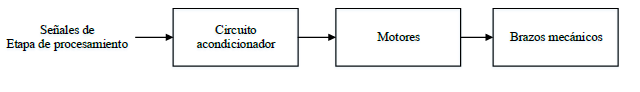 Señales de
Etapa de procesamiento
Circuito
acondicionador
Motores
Brazos mecánicos